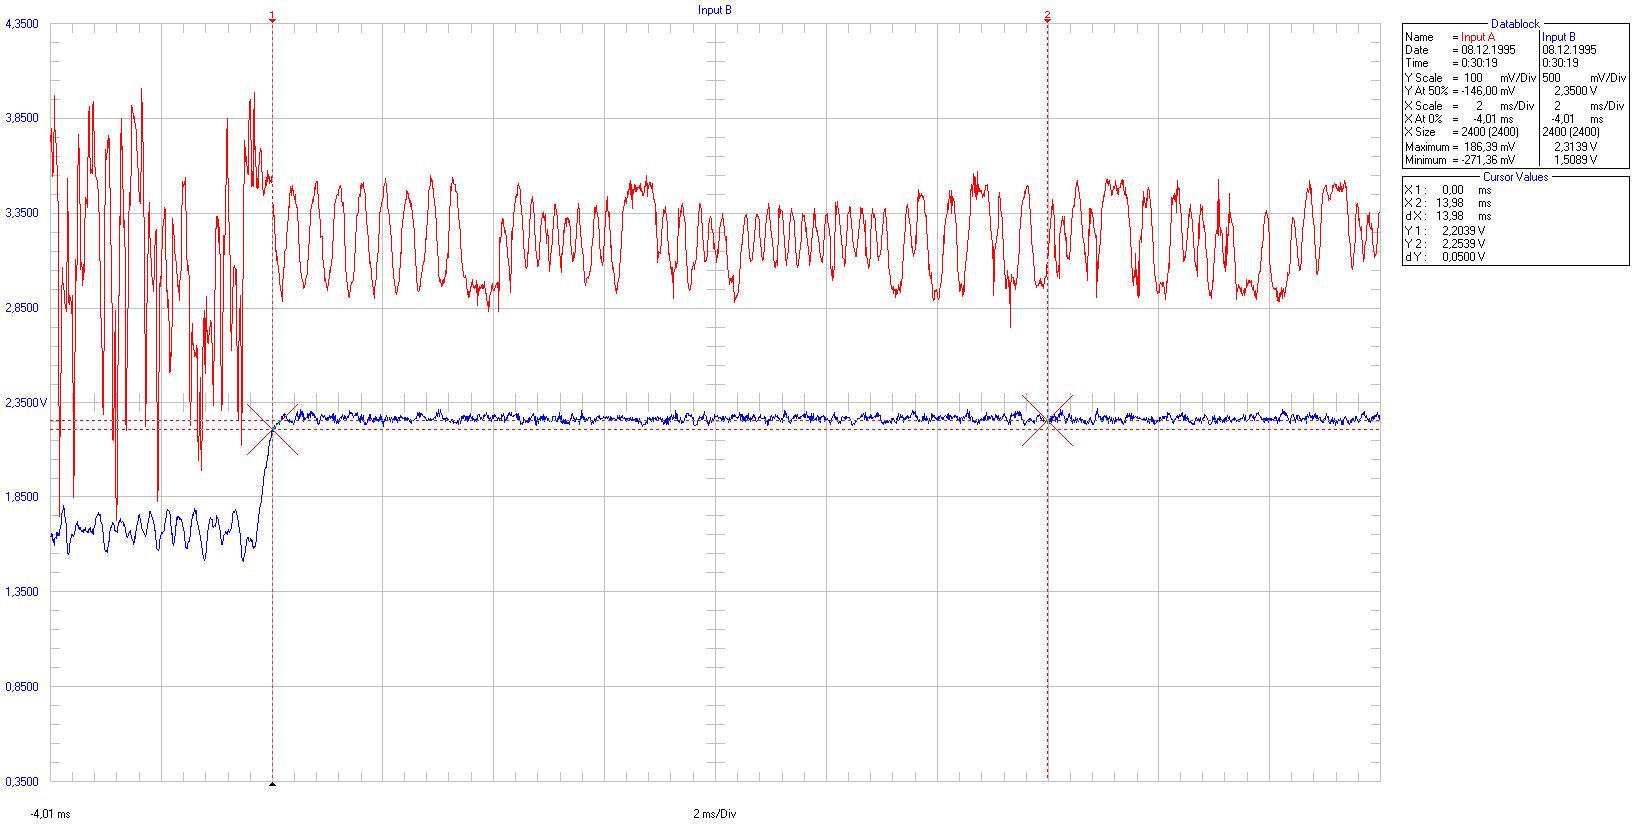 Input B
1
2
4,3500
3,8500
3,3500
2,8500
2,3500 V
1,8500
1,3500
0,8500
0,3500
-4,01 ms
2 ms/Div
Datablock
Name = Input A Input B
Date = 08.12.1995 08.12.1995
Time = 0:30:19 0:30:19
Y Scale = 100 mV/Div 500 mV/Div
Y At 50% = -146,00 mV 2,3500 V
X Scale = 2 ms/Div 2 ms/Div
X At 0% = -4,01 ms -4,01 ms
X Size = 2400 (2400) 2400 (2400)
Maximum = 186,39 mV 2,3139 V
Minimum = -271,36 mV 1,5089 V
Cursor Values
X 1 : 0,00 ms
X 2 : 13,98 ms
dX : 13,98 ms
Y 1 : 2,2039 V
Y 2 : 2,2539 V
dY : 0,0500 V